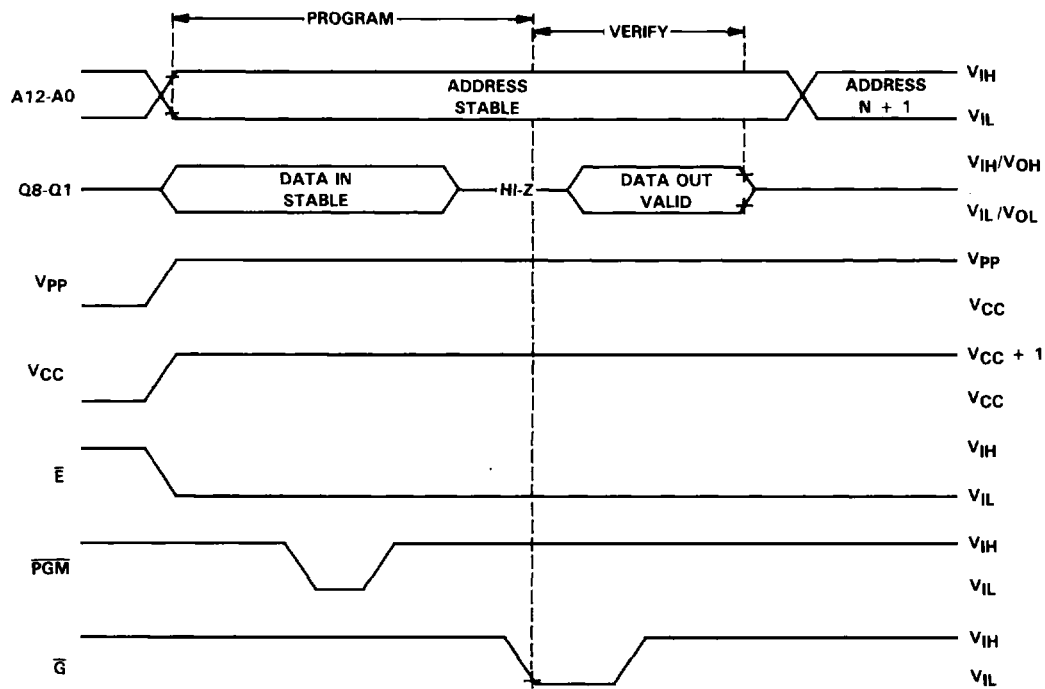 PROGRAM
VERIFY
A12-A0
ADDRESS
STABLE
ADDRESS
N + 1
VIH
VIL
Q8-Q1
DATA IN
STABLE
HI-Z
DATA OUT
VALID
VIH/VOH
VIL/VOL
VPP
VPP
VCC
VCC
VCC + 1
VCC
E̅
VIH
VIL
P̅G̅M̅
VIH
VIL
G̅
VIH
VIL